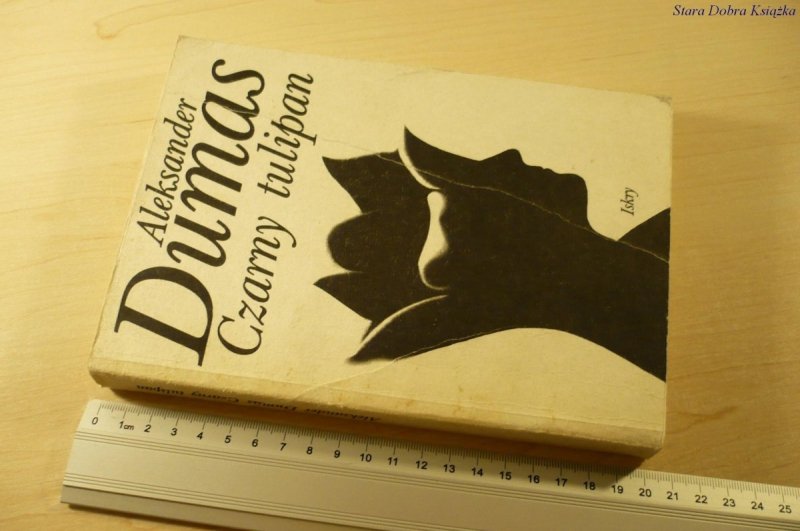 Stara Dobra Książka
Aleksander
Dumas
Czarny tulipan
Iskry
Aleksander Dumas Czarny tulipan
0 1cm 2 3 4 5 6 7 8 9 10 11 12 13 14 15 16 17 18 19 20 21 22 23 24 25